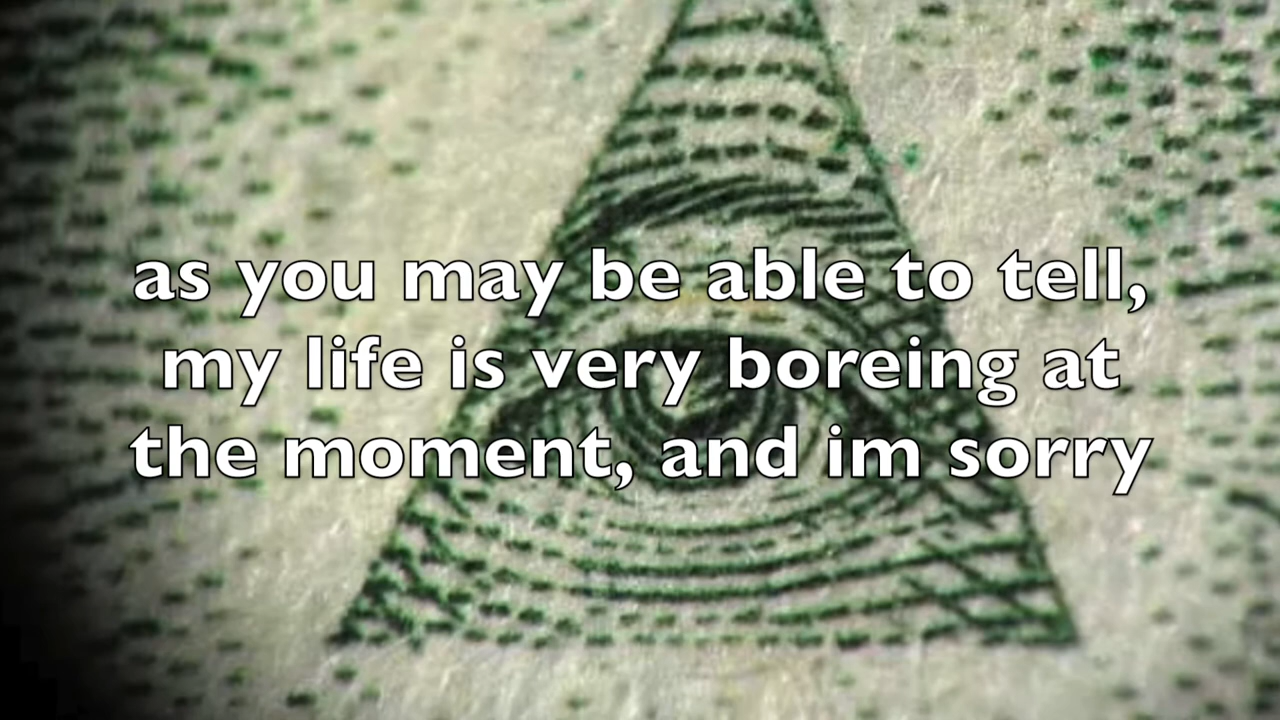 as you may be able to tell,
my life is very boreing at
the moment, and im sorry